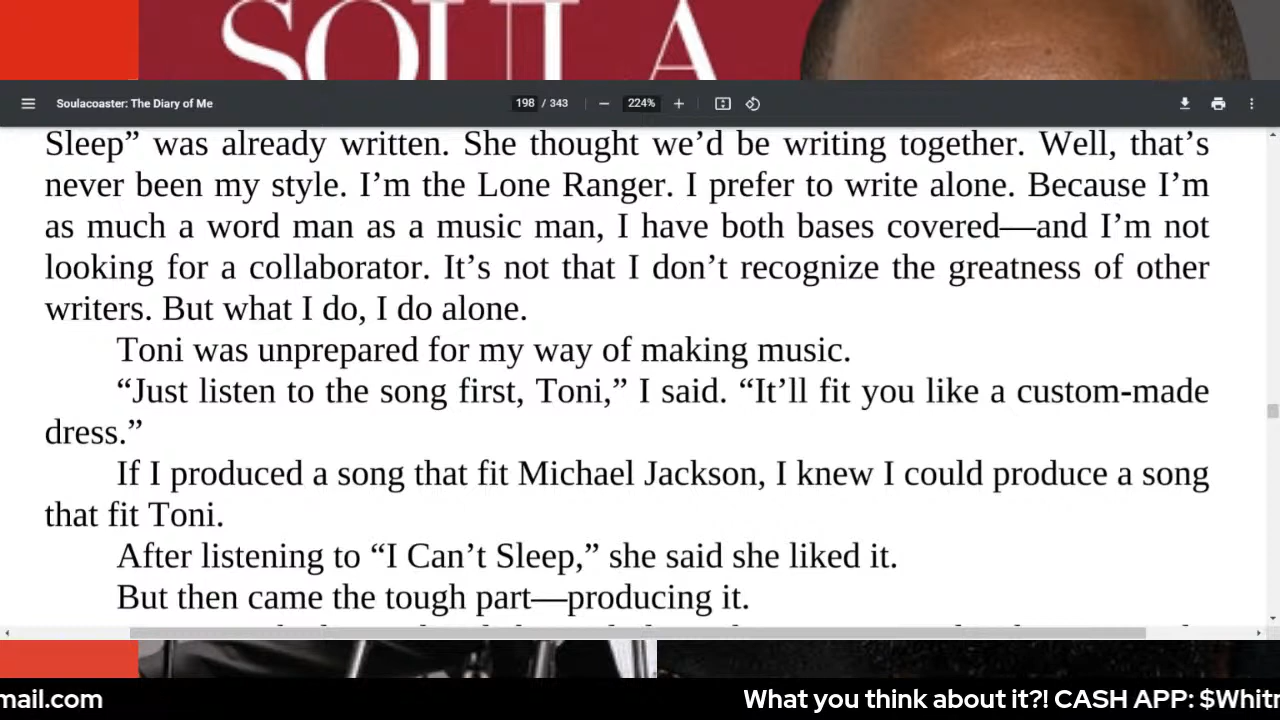 SOUL A
Soulacoaster: The Diary of Me
198 / 343
224%
Sleep” was already written. She thought we’d be writing together. Well, that’s
never been my style. I’m the Lone Ranger. I prefer to write alone. Because I’m
as much a word man as a music man, I have both bases covered—and I’m not
looking for a collaborator. It’s not that I don’t recognize the greatness of other
writers. But what I do, I do alone.
Toni was unprepared for my way of making music.
“Just listen to the song first, Toni,” I said. “It’ll fit you like a custom-made
dress.”
If I produced a song that fit Michael Jackson, I knew I could produce a song
that fit Toni.
After listening to “I Can’t Sleep,” she said she liked it.
But then came the tough part—producing it.
mail.com
What you think about it?! CASH APP: $Whitr